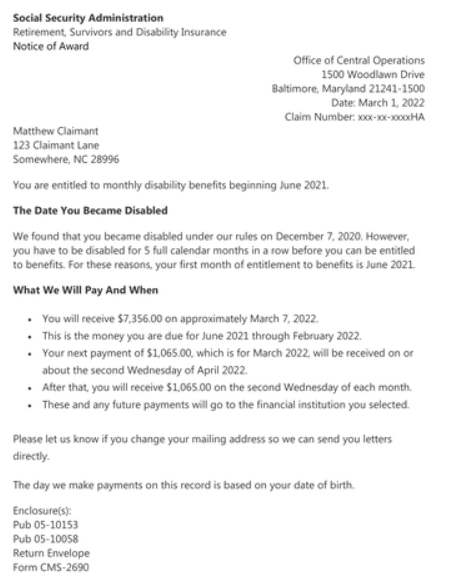 Social Security Administration
Retirement, Survivors and Disability Insurance
Notice of Award
Office of Central Operations
1500 Woodlawn Drive
Baltimore, Maryland 21241-1500
Date: March 1, 2022
Claim Number: xxx-xx-xxxxHA
Matthew Claimant
123 Claimant Lane
Somewhere, NC 28996
You are entitled to monthly disability benefits beginning June 2021.
The Date You Became Disabled
We found that you became disabled under our rules on December 7, 2020. However,
you have to be disabled for 5 full calendar months in a row before you can be entitled
to benefits. For these reasons, your first month of entitlement to benefits is June 2021.
What We Will Pay And When
• You will receive $7,356.00 on approximately March 7, 2022.
• This is the money you are due for June 2021 through February 2022.
• Your next payment of $1,065.00, which is for March 2022, will be received on or
about the second Wednesday of April 2022.
• After that, you will receive $1,065.00 on the second Wednesday of each month.
• These and any future payments will go to the financial institution you selected.
Please let us know if you change your mailing address so we can send you letters
directly.
The day we make payments on this record is based on your date of birth.
Enclosure(s):
Pub 05-10153
Pub 05-10058
Return Envelope
Form CMS-2690